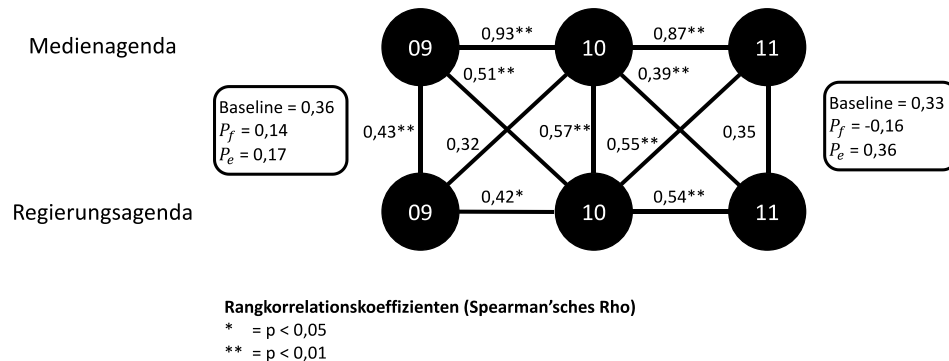 Medienagenda
09
0,93**
10
0,87**
11
0,51**
0,39**
Baseline = 0,36
P_f = 0,14
P_e = 0,17
0,43**
0,32
0,57**
0,55**
0,35
Baseline = 0,33
P_f = -0,16
P_e = 0,36
Regierungsagenda
09
0,42*
10
0,54**
11
Rangkorrelationskoeffizienten (Spearman'sches Rho)
* = p < 0,05
** = p < 0,01